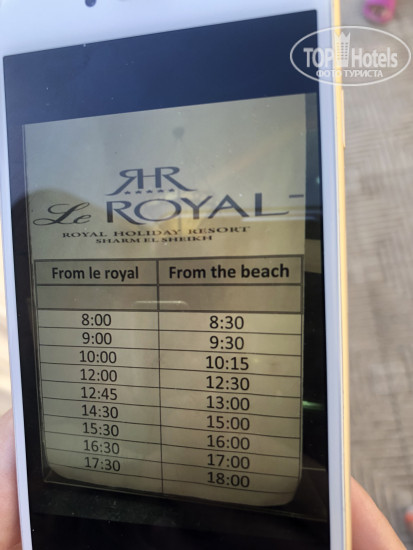 TOPHotels
ФОТО ТУРИСТА
RHR
★★★★★
Le ROYAL
ROYAL HOLIDAY RESORT
SHARM EL SHEIKH
From le royal From the beach
8:00 8:30
9:00 9:30
10:00 10:15
12:00 12:30
12:45 13:00
14:30 15:00
15:30 16:00
16:30 17:00
17:30 18:00